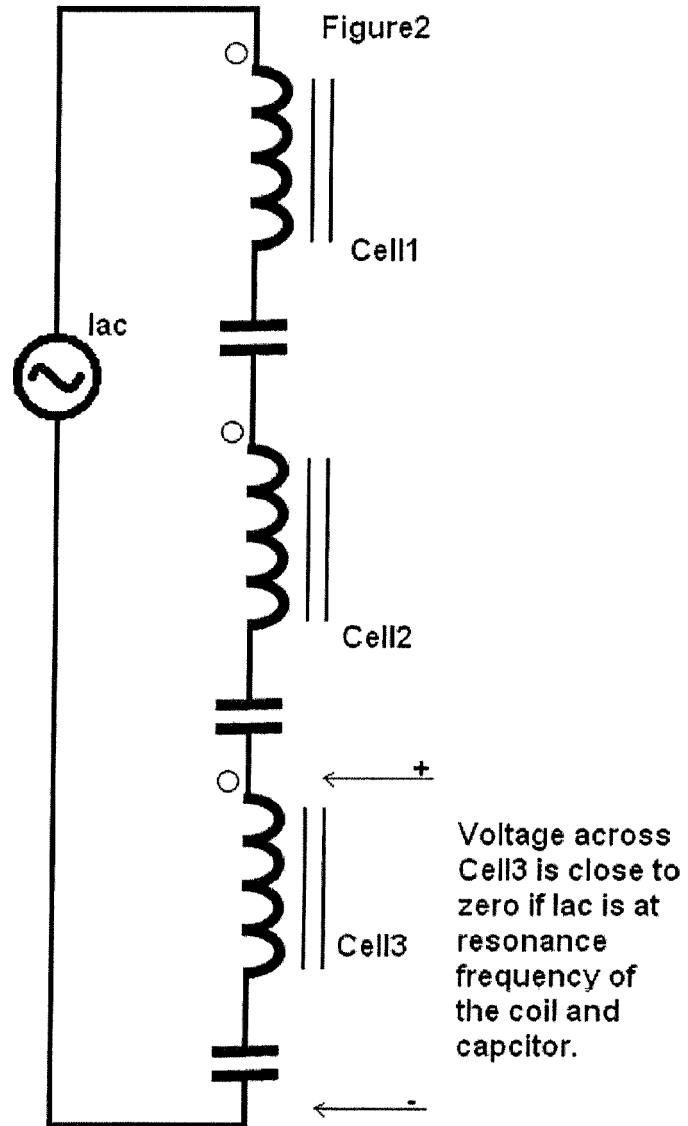 Figure2
Cell1
Iac
Cell2
+
Voltage across
Cell3 is close to
zero if Iac is at
resonance
frequency of
the coil and
capcitor.
Cell3
-